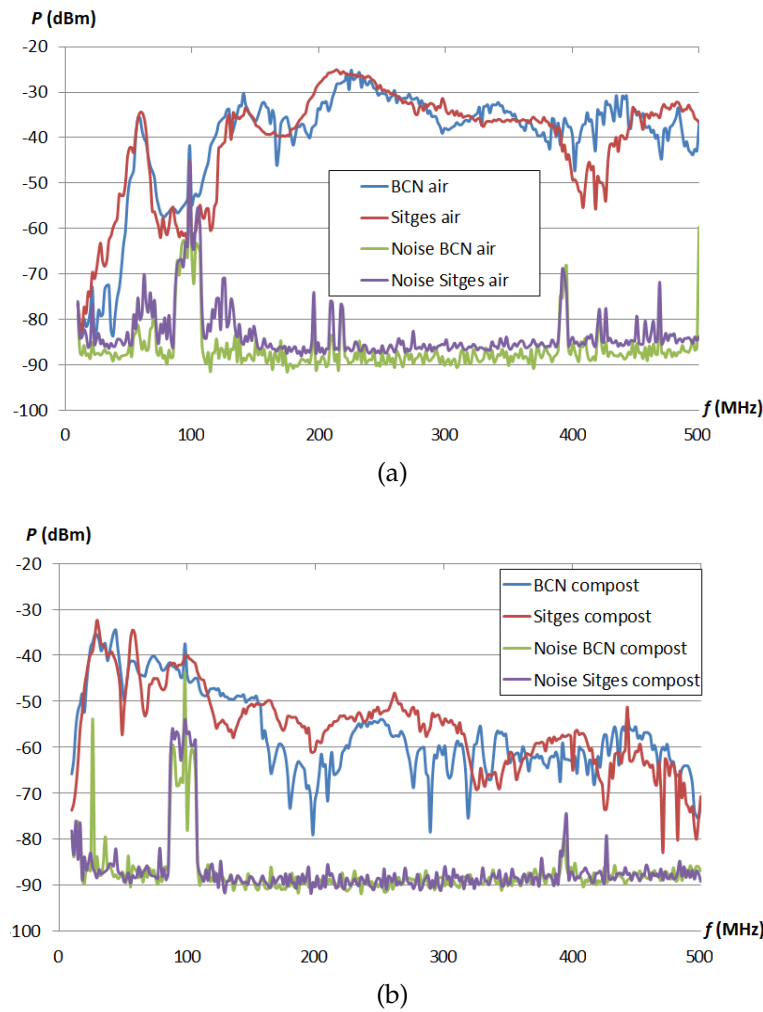 P (dBm)
-20
-30
-40
-50
-60
-70
-80
-90
-100
BCN air
Sitges air
Noise BCN air
Noise Sitges air
f (MHz)
0
100
200
300
400
500
(a)
P (dBm)
-20
-30
-40
-50
-60
-70
-80
-90
100
BCN compost
Sitges compost
Noise BCN compost
Noise Sitges compost
f (MHz)
0
100
200
300
400
500
(b)